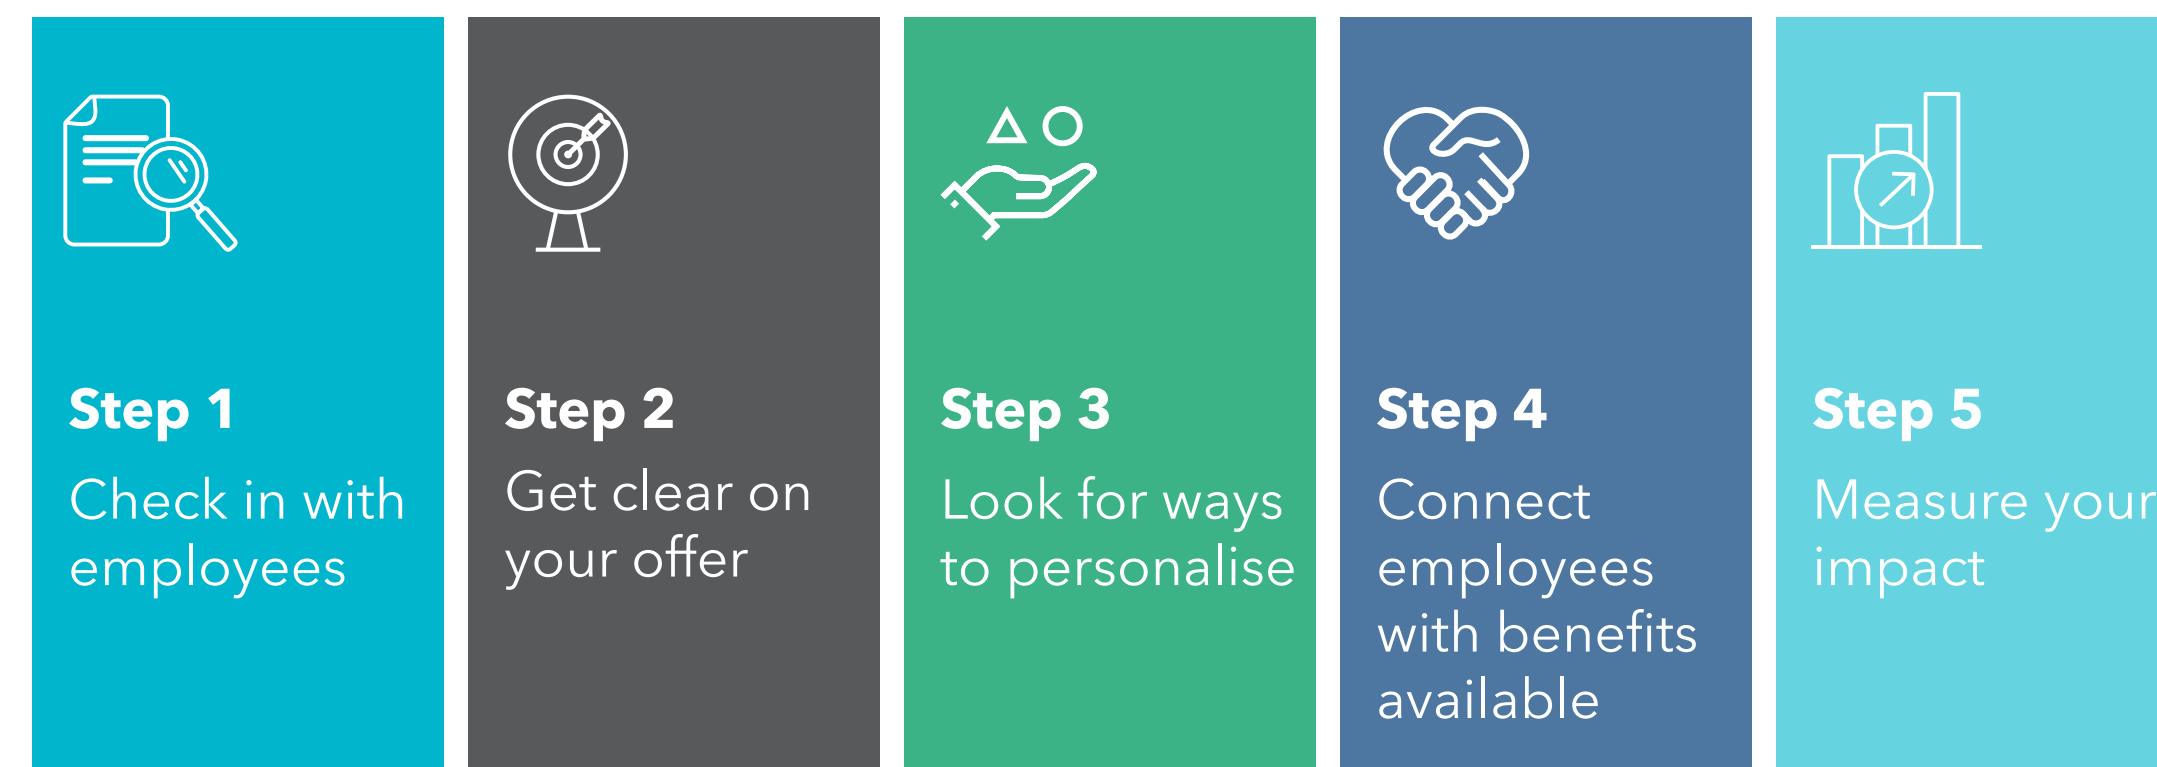 Step 1
Check in with
employees
Step 2
Get clear on
your offer
Step 3
Look for ways
to personalise
Step 4
Connect
employees
with benefits
available
Step 5
Measure your
impact